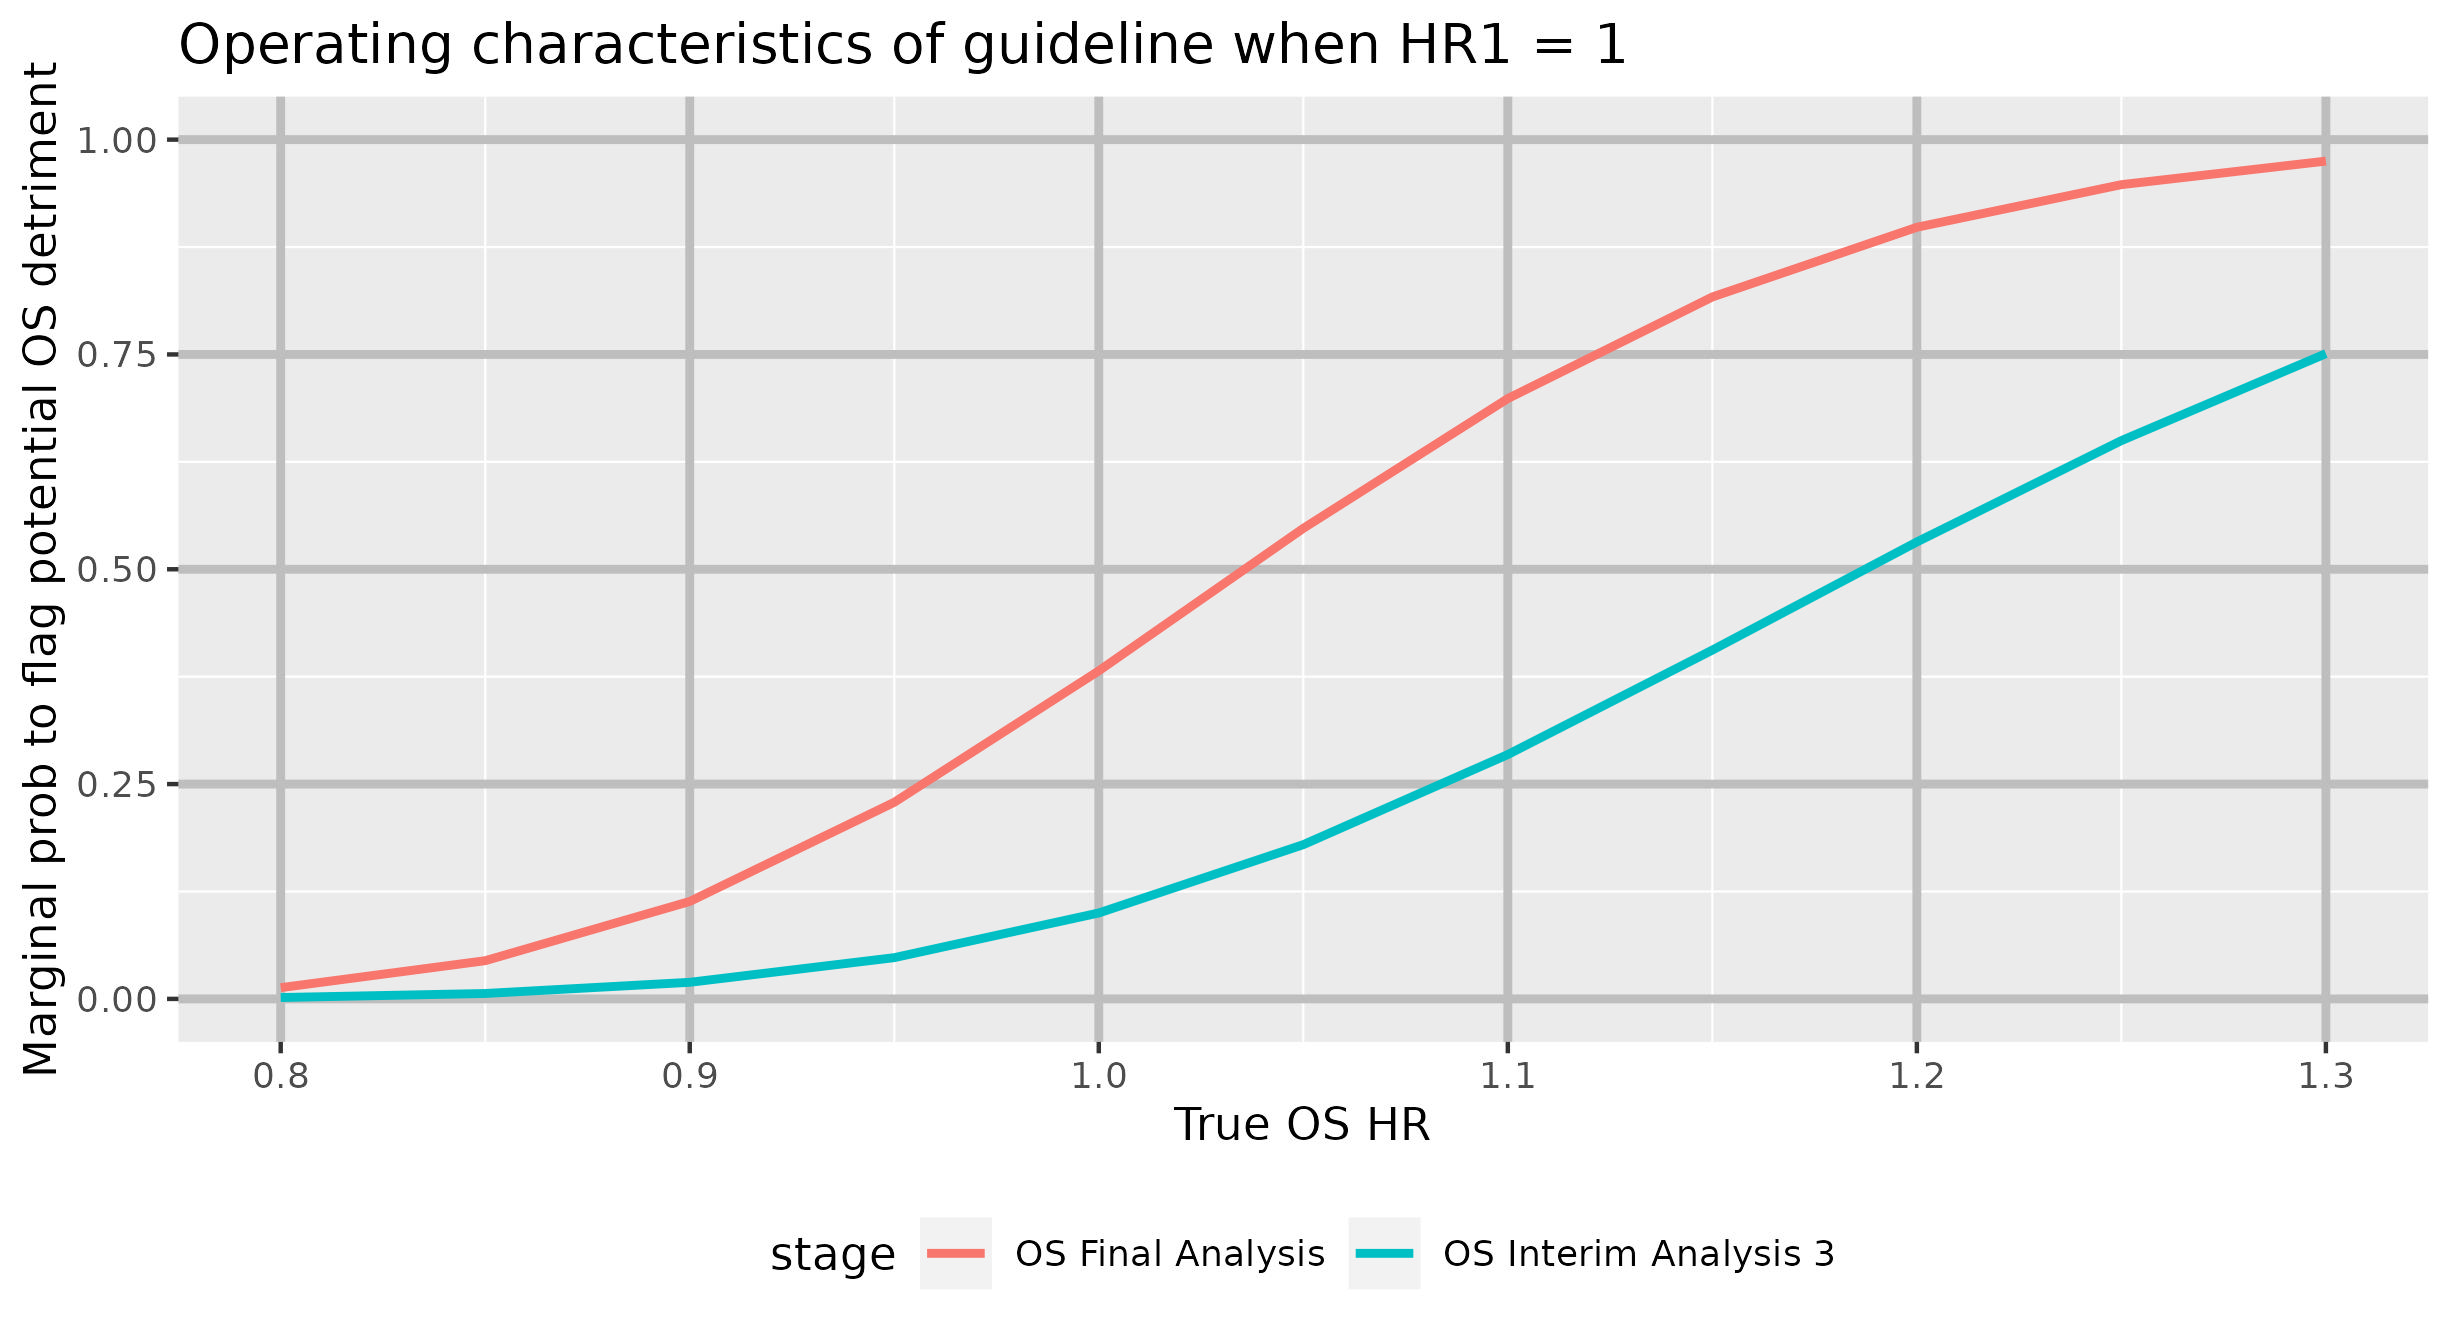 Operating characteristics of guideline when HR1 = 1
Marginal prob to flag potential OS detriment
1.00
0.75
0.50
0.25
0.00
0.8 0.9 1.0 1.1 1.2 1.3
True OS HR
stage OS Final Analysis OS Interim Analysis 3